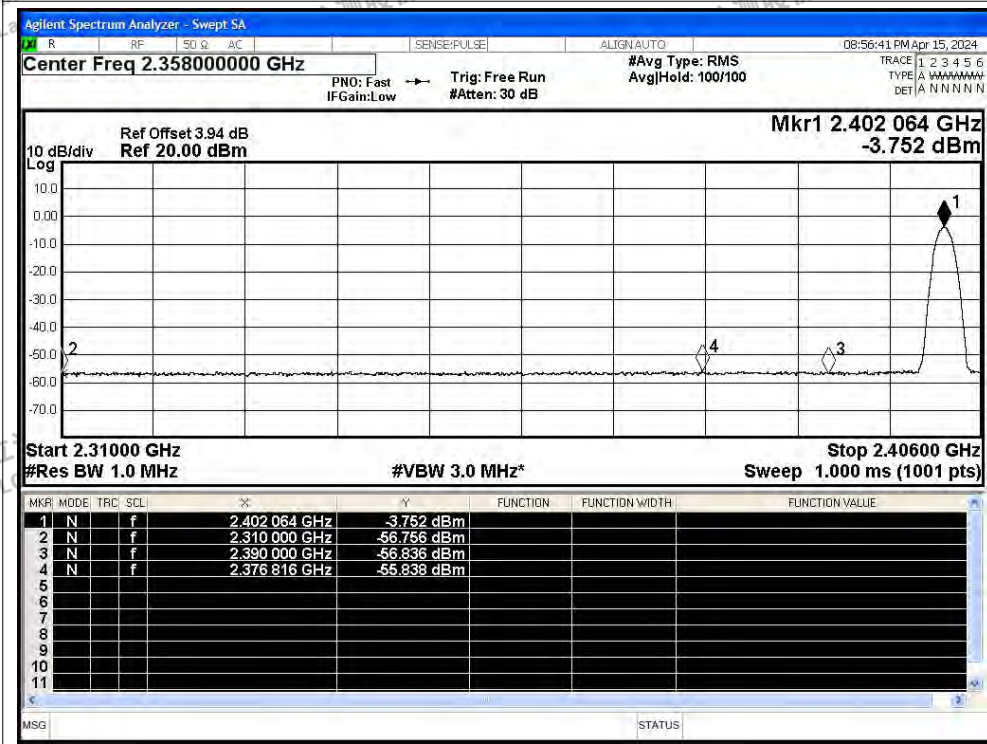 Agilent Spectrum Analyzer - Swept SA
LXI R RF 50 Ω AC SENSE:PULSE ALIGN AUTO 08:56:41 PM Apr 15, 2024
Center Freq 2.358000000 GHz
PNO: Fast
IFGain:Low
Trig: Free Run
#Atten: 30 dB
#Avg Type: RMS
Avg|Hold: 100/100
TRACE 1 2 3 4 5 6
TYPE A WWWWW
DET A N N N N N
Mkr1 2.402 064 GHz
-3.752 dBm
Ref Offset 3.94 dB
10 dB/div Ref 20.00 dBm
Log
10.0
0.00
-10.0
-20.0
-30.0
-40.0
-50.0
-60.0
-70.0
1
2
4
3
Start 2.31000 GHz Stop 2.40600 GHz
#Res BW 1.0 MHz #VBW 3.0 MHz* Sweep 1.000 ms (1001 pts)
MKR MODE TRC SCL X Y FUNCTION FUNCTION WIDTH FUNCTION VALUE
1 N f 2.402 064 GHz -3.752 dBm
2 N f 2.310 000 GHz -56.756 dBm
3 N f 2.390 000 GHz -56.836 dBm
4 N f 2.376 816 GHz -55.838 dBm
5
6
7
8
9
10
11
MSG STATUS